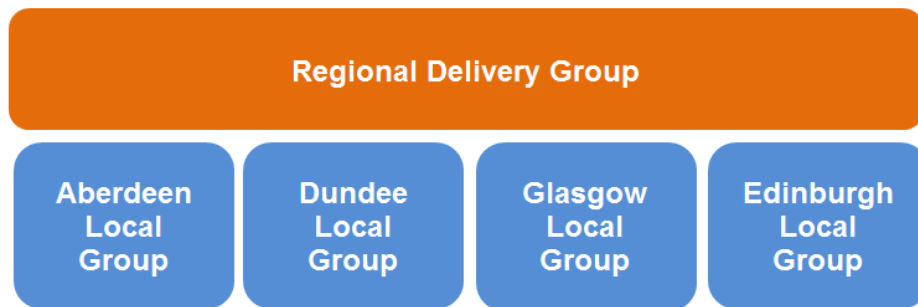 Regional Delivery Group
Aberdeen
Local
Group
Dundee
Local
Group
Glasgow
Local
Group
Edinburgh
Local
Group